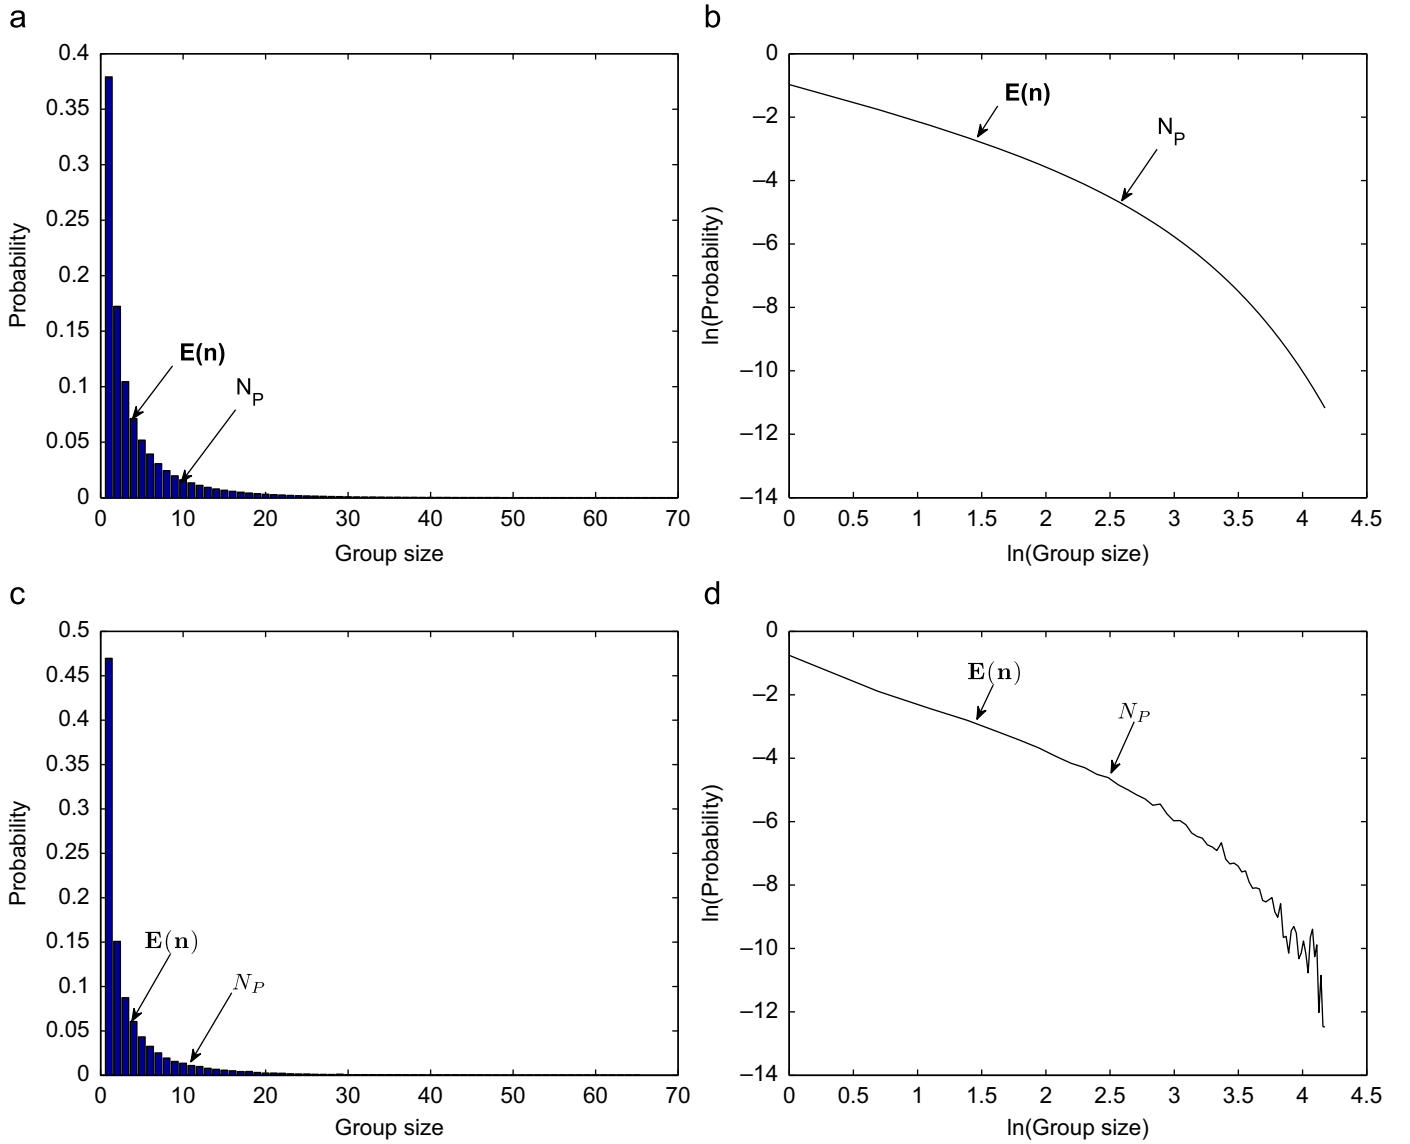 a
0.4
0.35
0.3
0.25
0.2
0.15
0.1
0.05
0
Probability
E(n)
N_P
0 10 20 30 40 50 60 70
Group size
b
0
–2
–4
–6
–8
–10
–12
–14
ln(Probability)
E(n)
N_P
0 0.5 1 1.5 2 2.5 3 3.5 4 4.5
ln(Group size)
c
0.5
0.45
0.4
0.35
0.3
0.25
0.2
0.15
0.1
0.05
0
Probability
E(n)
N_P
0 10 20 30 40 50 60 70
Group size
d
0
–2
–4
–6
–8
–10
–12
–14
ln(Probability)
E(n)
N_P
0 0.5 1 1.5 2 2.5 3 3.5 4 4.5
ln(Group size)